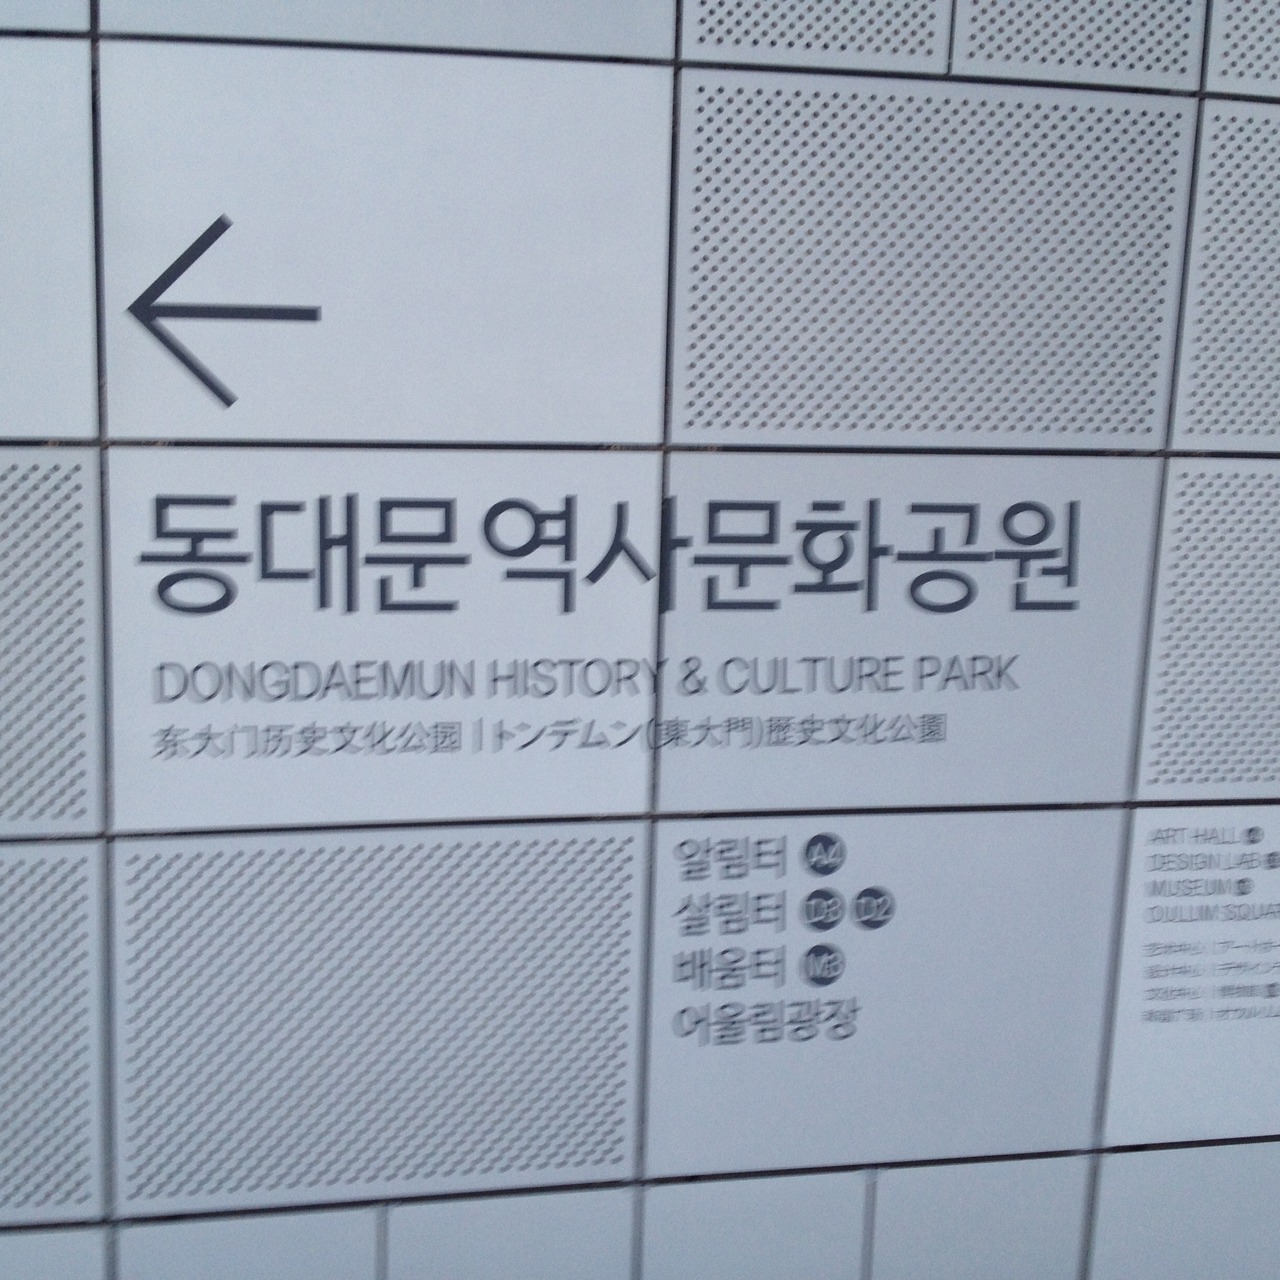 동대문역사문화공원
DONGDAEMUN HISTORY & CULTURE PARK
东大门历史文化公园 | トンデムン(東大門)歴史文化公園
알림터 A4
살림터 D3 D2
배움터 M3
어울림광장
ART HALL
DESIGN LAB
MUSEUM
OULLIM SQUA